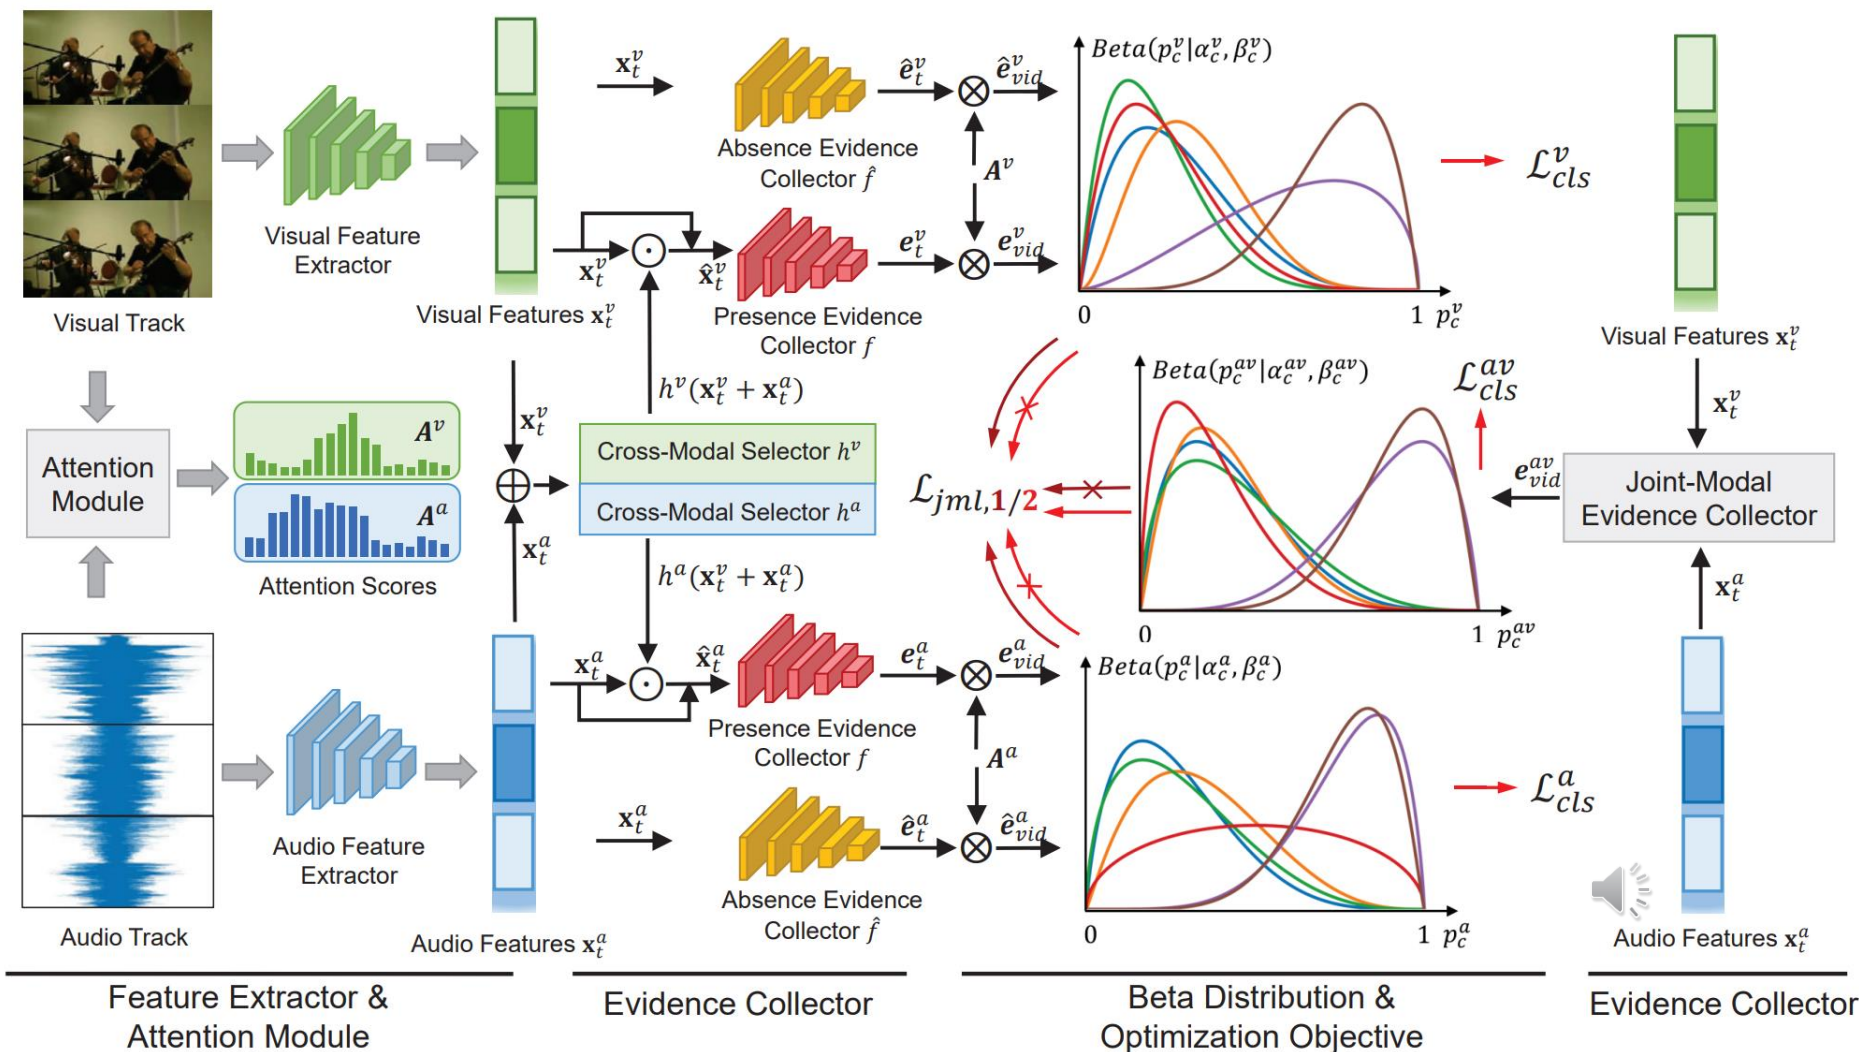 Visual Track
Visual Feature
Extractor
Visual Features x_t^v
x_t^v
Absence Evidence
Collector f̂
ê_t^v
ê_vid^v
A^v
x_t^v
x̂_t^v
Presence Evidence
Collector f
e_t^v
e_vid^v
Beta(p_c^v|α_c^v, β_c^v)
0
1 p_c^v
ℒ_cls^v
Visual Features x_t^v
x_t^v
Attention
Module
A^v
A^a
Attention Scores
x_t^v
x_t^a
h^v(x_t^v + x_t^a)
Cross-Modal Selector h^v
Cross-Modal Selector h^a
h^a(x_t^v + x_t^a)
ℒ_jml,1/2
Beta(p_c^av|α_c^av, β_c^av)
0
1 p_c^av
ℒ_cls^av
e_vid^av
Joint-Modal
Evidence Collector
x_t^a
Audio Track
Audio Feature
Extractor
Audio Features x_t^a
x_t^a
x̂_t^a
Presence Evidence
Collector f
e_t^a
e_vid^a
A^a
x_t^a
Absence Evidence
Collector f̂
ê_t^a
ê_vid^a
Beta(p_c^a|α_c^a, β_c^a)
0
1 p_c^a
ℒ_cls^a
Audio Features x_t^a
Feature Extractor &
Attention Module
Evidence Collector
Beta Distribution &
Optimization Objective
Evidence Collector